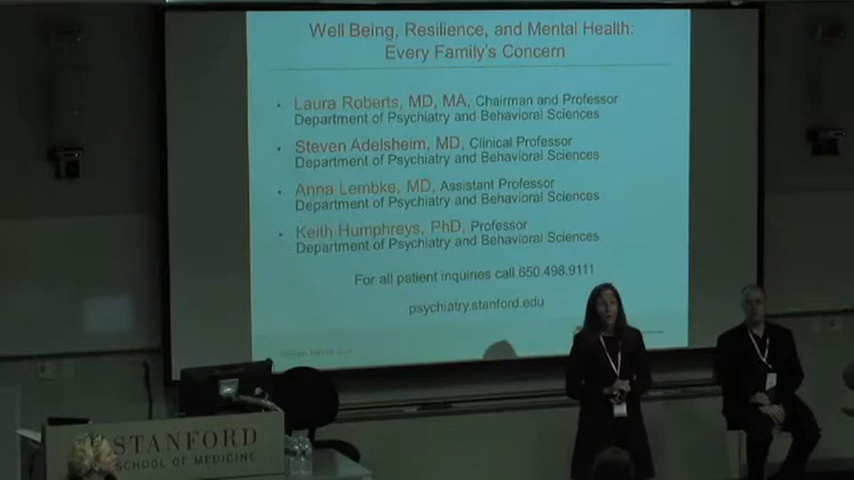 Well Being, Resilience, and Mental Health:
Every Family's Concern
• Laura Roberts, MD, MA, Chairman and Professor
Department of Psychiatry and Behavioral Sciences
• Steven Adelsheim, MD, Clinical Professor
Department of Psychiatry and Behavioral Sciences
• Anna Lembke, MD, Assistant Professor
Department of Psychiatry and Behavioral Sciences
• Keith Humphreys, PhD, Professor
Department of Psychiatry and Behavioral Sciences
For all patient inquiries call 650.498.9111
psychiatry.stanford.edu
STANFORD
SCHOOL OF MEDICINE